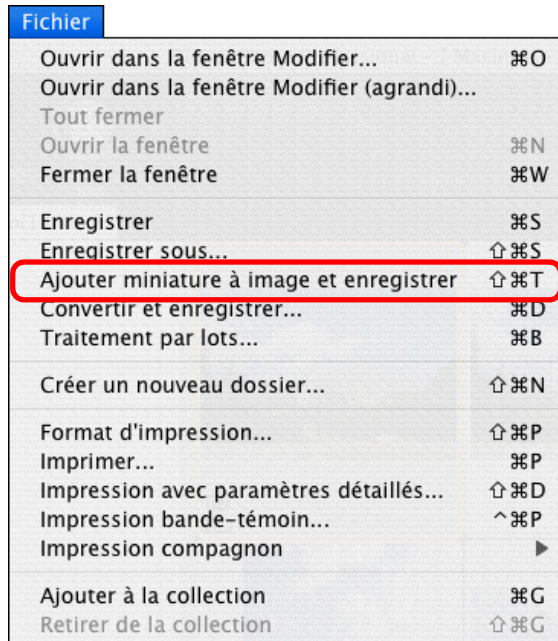 Fichier
Ouvrir dans la fenêtre Modifier... ⌘O
Ouvrir dans la fenêtre Modifier (agrandi)...
Tout fermer
Ouvrir la fenêtre ⌘N
Fermer la fenêtre ⌘W
Enregistrer ⌘S
Enregistrer sous... ⇧⌘S
Ajouter miniature à image et enregistrer ⇧⌘T
Convertir et enregistrer... ⌘D
Traitement par lots... ⌘B
Créer un nouveau dossier... ⇧⌘N
Format d'impression... ⇧⌘P
Imprimer... ⌘P
Impression avec paramètres détaillés... ⇧⌘D
Impression bande-témoin... ^⌘P
Impression compagnon ▶
Ajouter à la collection ⌘G
Retirer de la collection ⇧⌘G